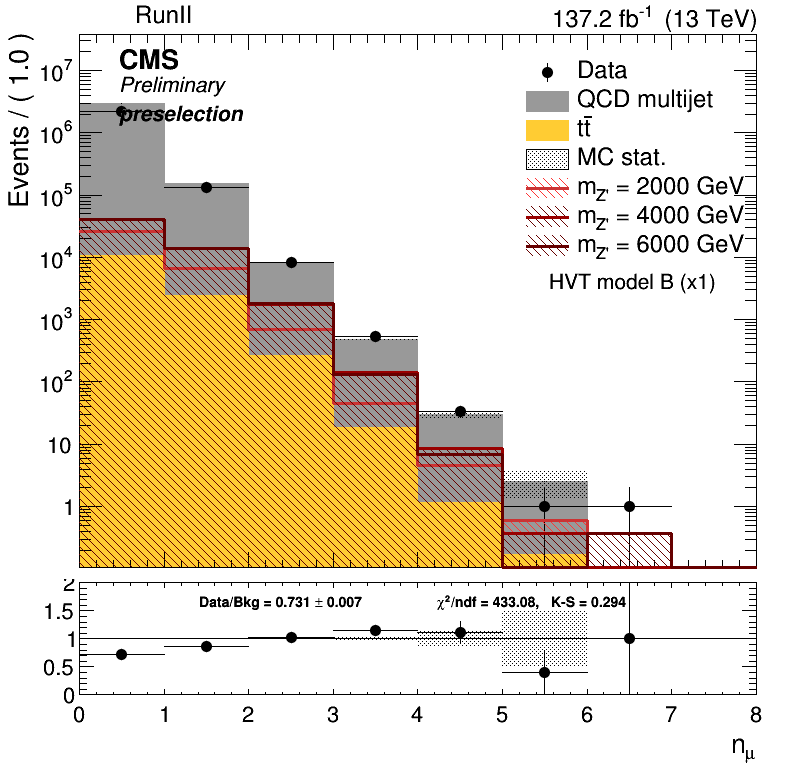 RunII
137.2 fb⁻¹ (13 TeV)
CMS
Preliminary
preselection
Events / ( 1.0 )
10⁷
10⁶
10⁵
10⁴
10³
10²
10
1
Data
QCD multijet
tt̄
MC stat.
m_Z' = 2000 GeV
m_Z' = 4000 GeV
m_Z' = 6000 GeV
HVT model B (x1)
Data/Bkg = 0.731 ± 0.007
χ²/ndf = 433.08, K-S = 0.294
2
1.5
1
0.5
0
0 1 2 3 4 5 6 7 8
n_μ